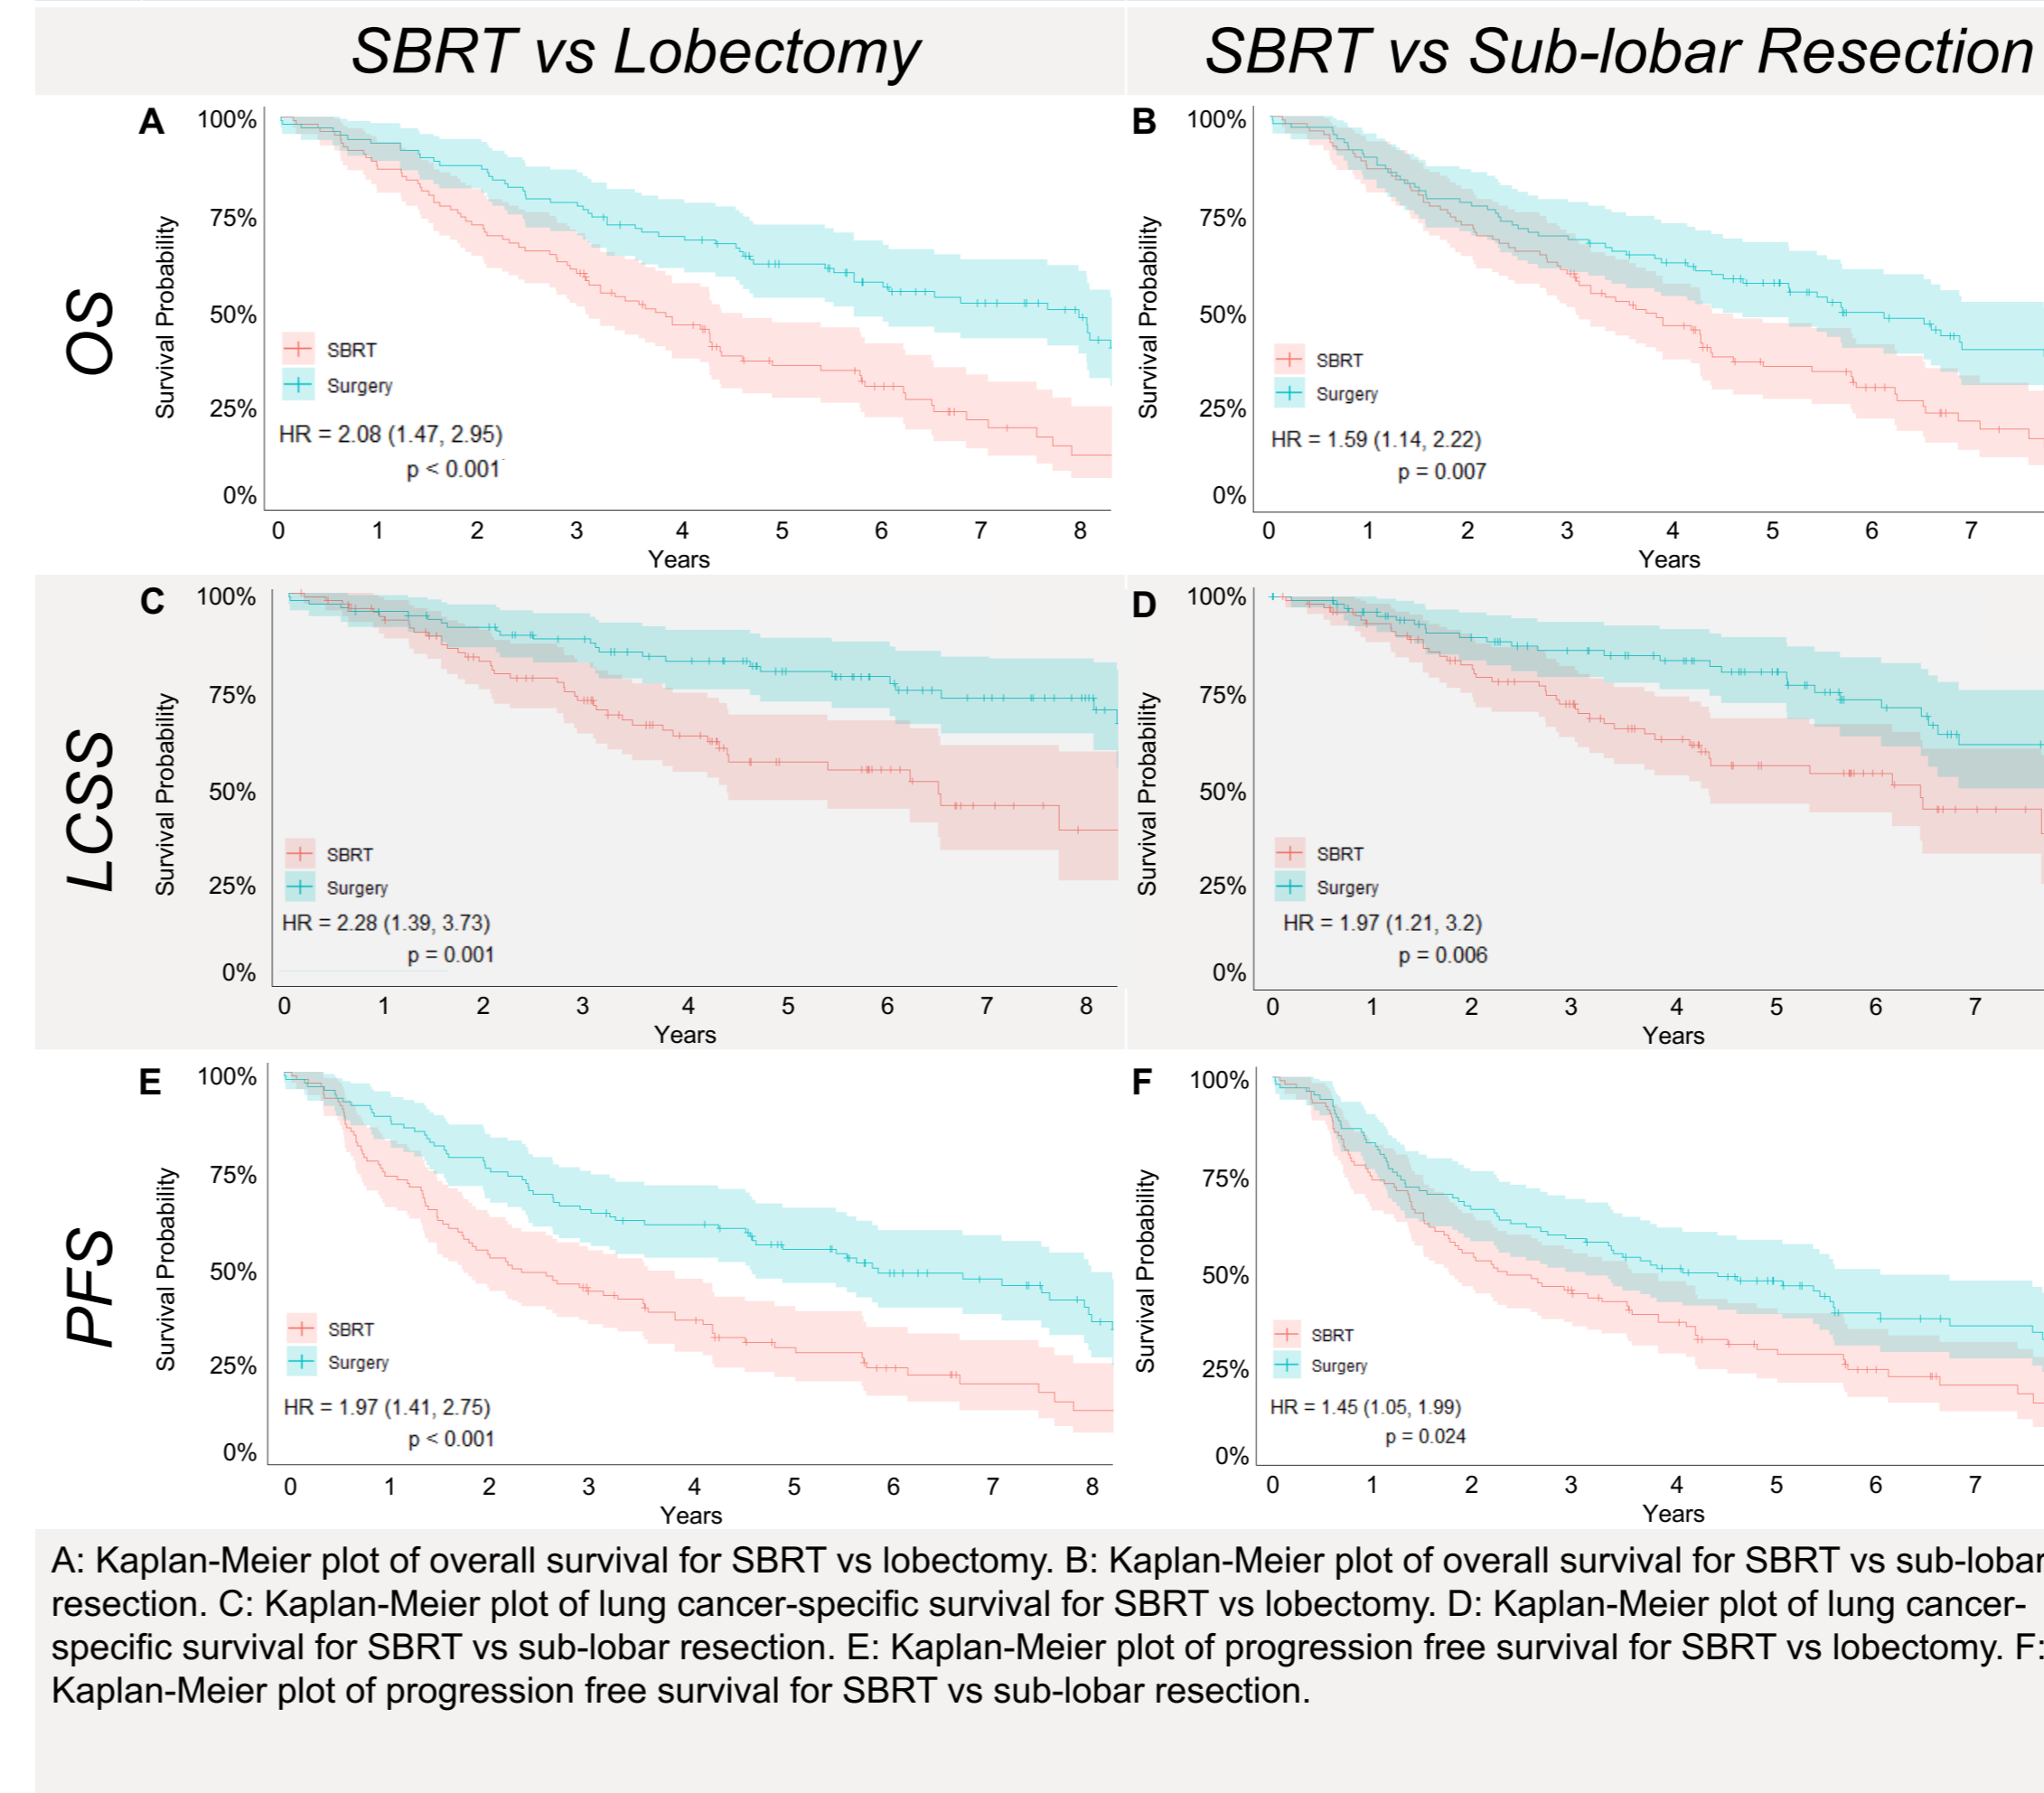 SBRT vs Lobectomy
SBRT vs Sub-lobar Resection
OS
A
Survival Probability
100%
75%
50%
25%
0%
SBRT
Surgery
HR = 2.08 (1.47, 2.95)
p < 0.001
0 1 2 3 4 5 6 7 8
Years
B
Survival Probability
100%
75%
50%
25%
0%
SBRT
Surgery
HR = 1.59 (1.14, 2.22)
p = 0.007
0 1 2 3 4 5 6 7
Years
LCSS
C
Survival Probability
100%
75%
50%
25%
0%
SBRT
Surgery
HR = 2.28 (1.39, 3.73)
p = 0.001
0 1 2 3 4 5 6 7 8
Years
D
Survival Probability
100%
75%
50%
25%
0%
SBRT
Surgery
HR = 1.97 (1.21, 3.2)
p = 0.006
0 1 2 3 4 5 6 7
Years
PFS
E
Survival Probability
100%
75%
50%
25%
0%
SBRT
Surgery
HR = 1.97 (1.41, 2.75)
p < 0.001
0 1 2 3 4 5 6 7 8
Years
F
Survival Probability
100%
75%
50%
25%
0%
SBRT
Surgery
HR = 1.45 (1.05, 1.99)
p = 0.024
0 1 2 3 4 5 6 7
Years
A: Kaplan-Meier plot of overall survival for SBRT vs lobectomy. B: Kaplan-Meier plot of overall survival for SBRT vs sub-lobar
resection. C: Kaplan-Meier plot of lung cancer-specific survival for SBRT vs lobectomy. D: Kaplan-Meier plot of lung cancer-
specific survival for SBRT vs sub-lobar resection. E: Kaplan-Meier plot of progression free survival for SBRT vs lobectomy. F:
Kaplan-Meier plot of progression free survival for SBRT vs sub-lobar resection.